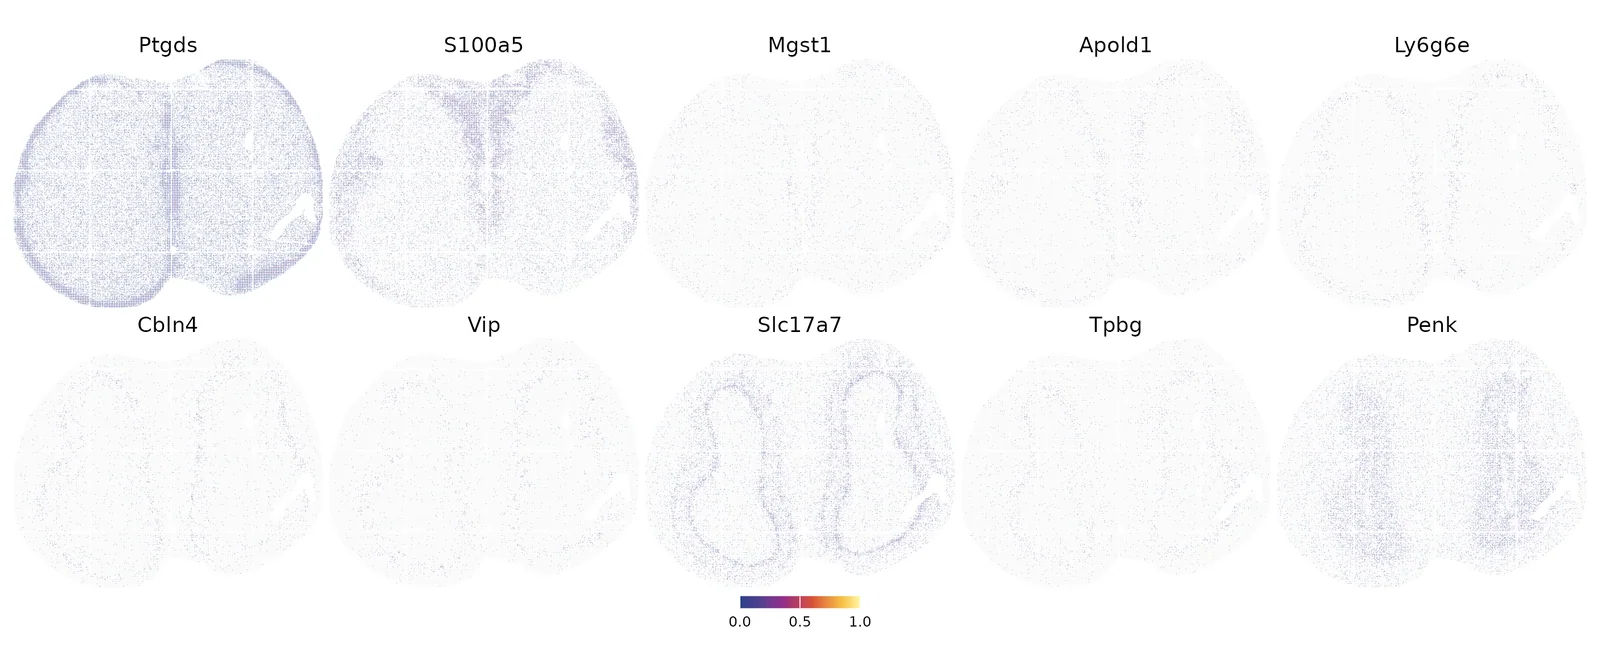 Ptgds S100a5 Mgst1 Apold1 Ly6g6e
Cbln4 Vip Slc17a7 Tpbg Penk
0.0 0.5 1.0